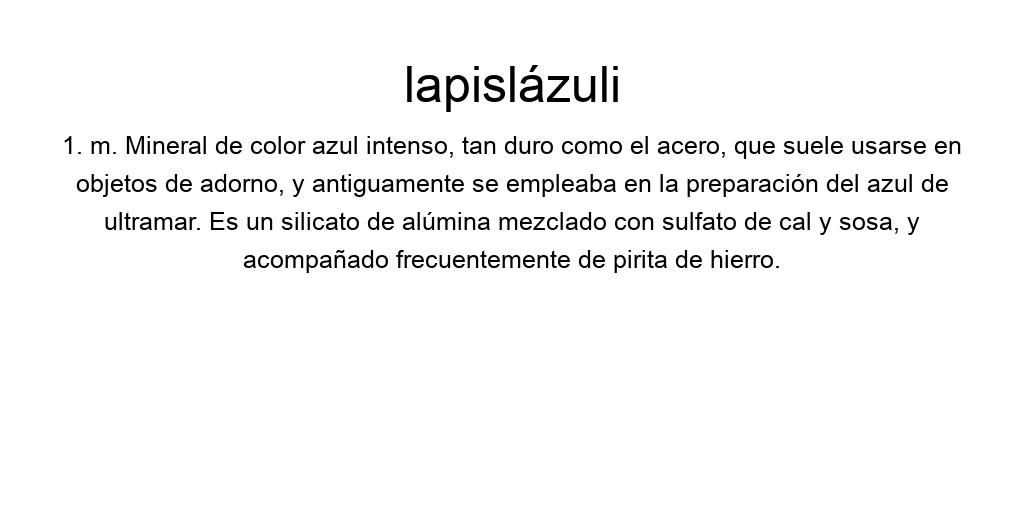 lapislázuli
1. m. Mineral de color azul intenso, tan duro como el acero, que suele usarse en
objetos de adorno, y antiguamente se empleaba en la preparación del azul de
ultramar. Es un silicato de alúmina mezclado con sulfato de cal y sosa, y
acompañado frecuentemente de pirita de hierro.